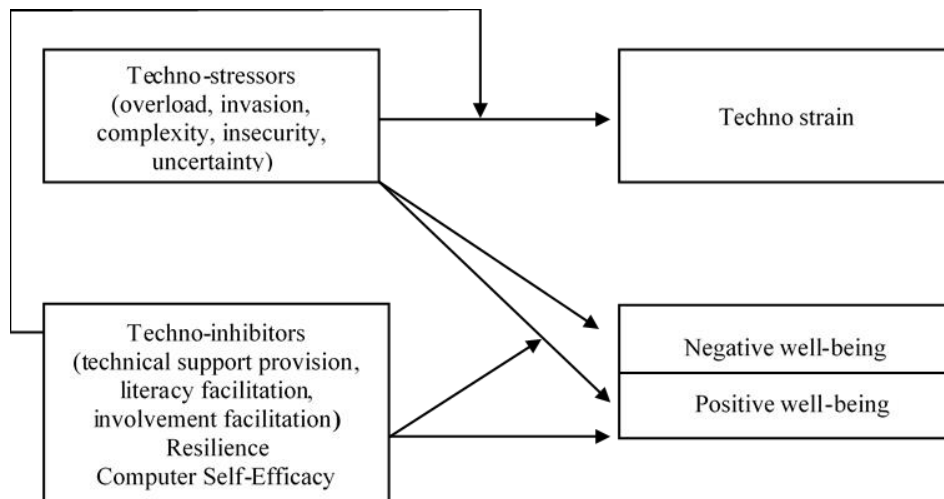 Techno-stressors
(overload, invasion,
complexity, insecurity,
uncertainty)
Techno strain
Techno-inhibitors
(technical support provision,
literacy facilitation,
involvement facilitation)
Resilience
Computer Self-Efficacy
Negative well-being
Positive well-being